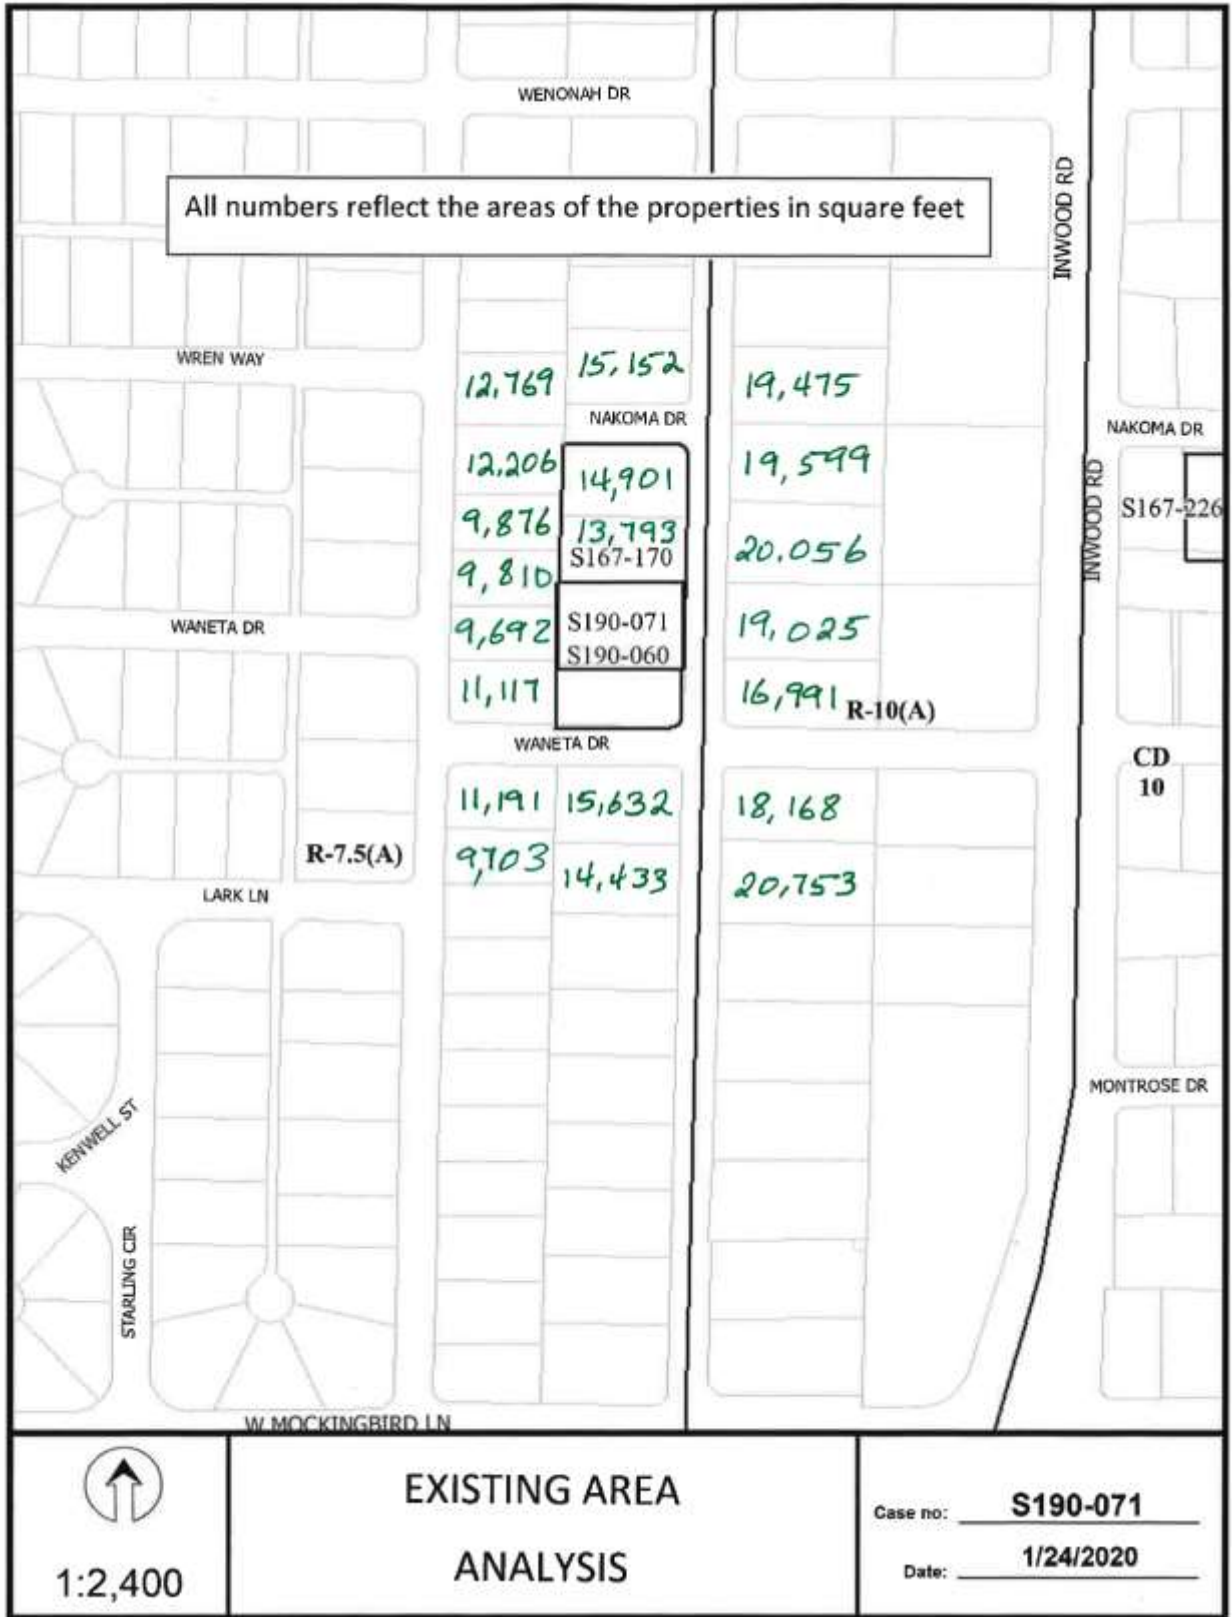 WENONAH DR
All numbers reflect the areas of the properties in square feet
INWOOD RD
WREN WAY
12,769
15,152
19,475
NAKOMA DR
NAKOMA DR
12,206
14,901
19,599
INWOOD RD
S167-226
9,876
13,793
S167-170
20.056
9,810
WANETA DR
9,692
S190-071
S190-060
19,025
11,117
16,991
R-10(A)
WANETA DR
CD
10
11,191
15,632
18,168
R-7.5(A)
9,703
14,433
20,753
LARK LN
MONTROSE DR
KENWELL ST
STARLING CIR
W MOCKINGBIRD LN
1:2,400
EXISTING AREA
ANALYSIS
Case no: S190-071
Date: 1/24/2020